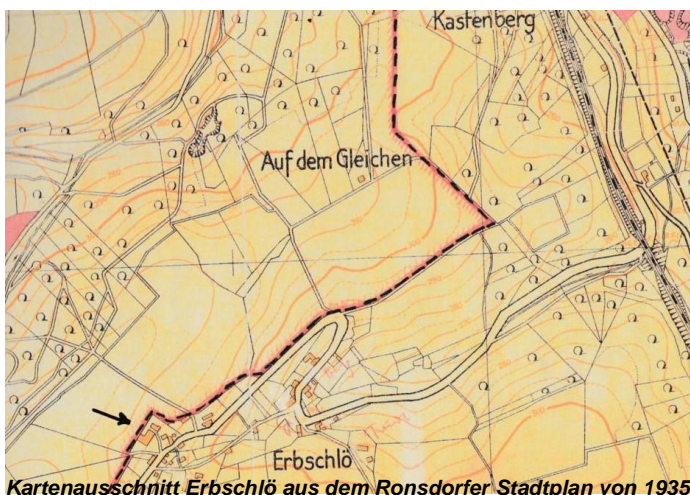 Kastenberg
Auf dem Gleichen
Erbschlö
Kartenausschnitt Erbschlö aus dem Ronsdorfer Stadtplan von 1935